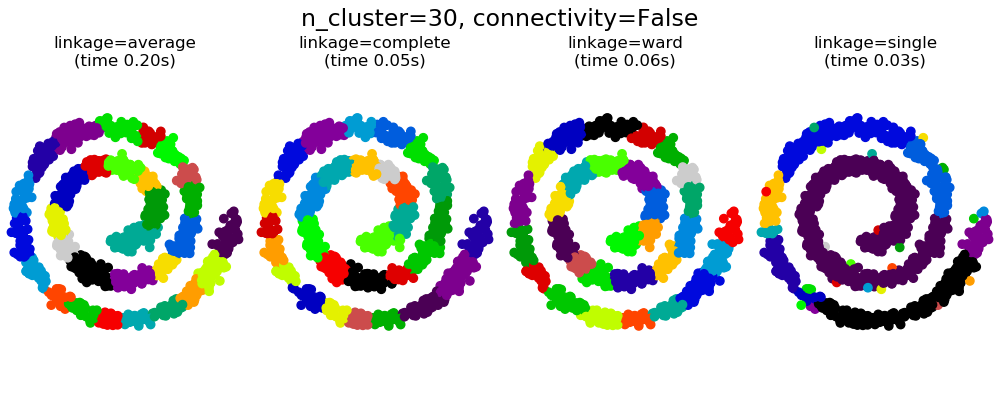 n_cluster=30, connectivity=False
linkage=average
(time 0.20s)
linkage=complete
(time 0.05s)
linkage=ward
(time 0.06s)
linkage=single
(time 0.03s)